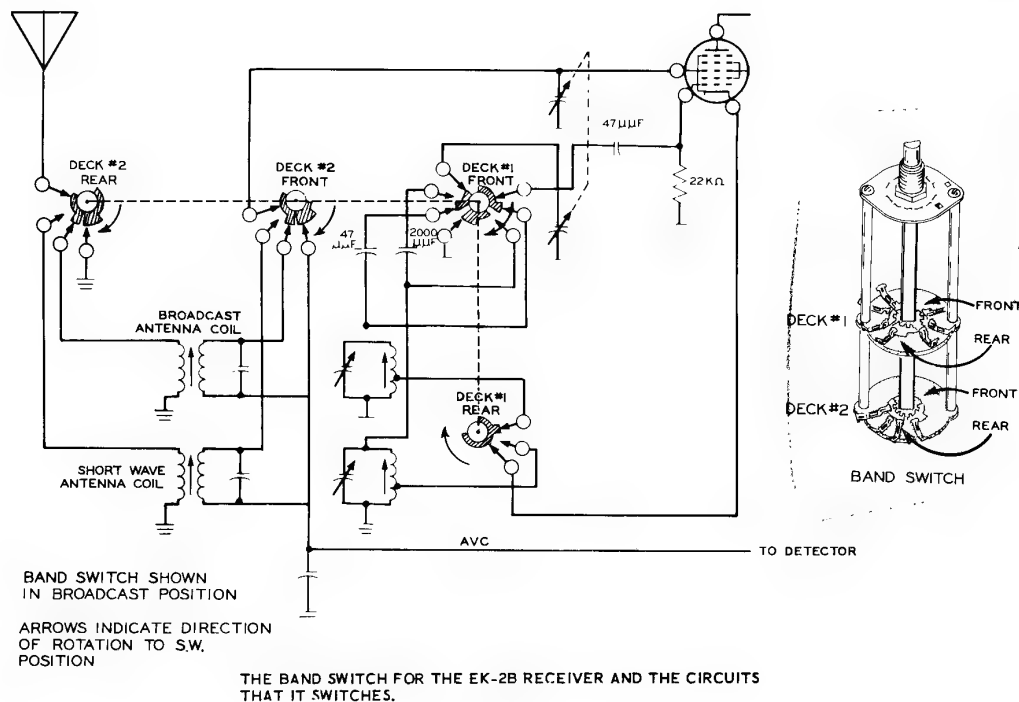 DECK #2
REAR
DECK #2
FRONT
DECK#1
FRONT
47μμF
22KΩ
47
μμF
2000
μμF
BROADCAST
ANTENNA COIL
DECK#1
REAR
SHORT WAVE
ANTENNA COIL
AVC
TO DETECTOR
FRONT
DECK#1
REAR
FRONT
DECK#2
REAR
BAND SWITCH
BAND SWITCH SHOWN
IN BROADCAST POSITION
ARROWS INDICATE DIRECTION
OF ROTATION TO S.W.
POSITION
THE BAND SWITCH FOR THE EK-2B RECEIVER AND THE CIRCUITS
THAT IT SWITCHES.